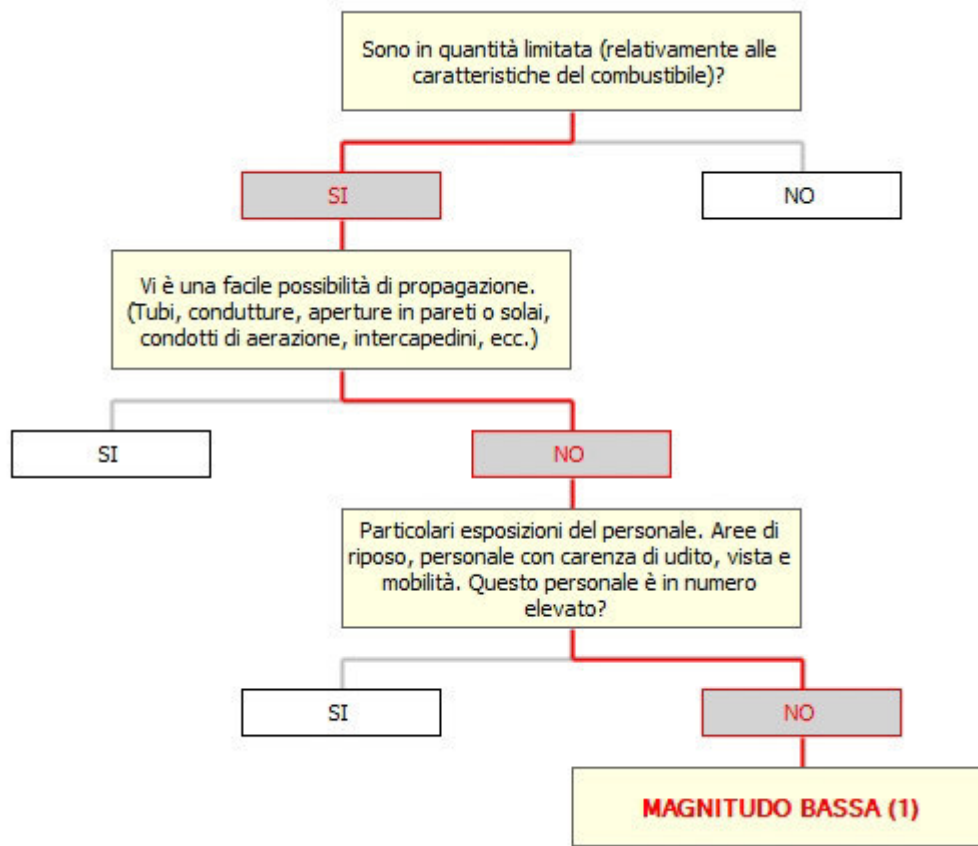 Sono in quantità limitata (relativamente alle
caratteristiche del combustibile)?
SI
NO
Vi è una facile possibilità di propagazione.
(Tubi, condutture, aperture in pareti o solai,
condotti di aerazione, intercapedini, ecc.)
SI
NO
Particolari esposizioni del personale. Aree di
riposo, personale con carenza di udito, vista e
mobilità. Questo personale è in numero
elevato?
SI
NO
MAGNITUDO BASSA (1)